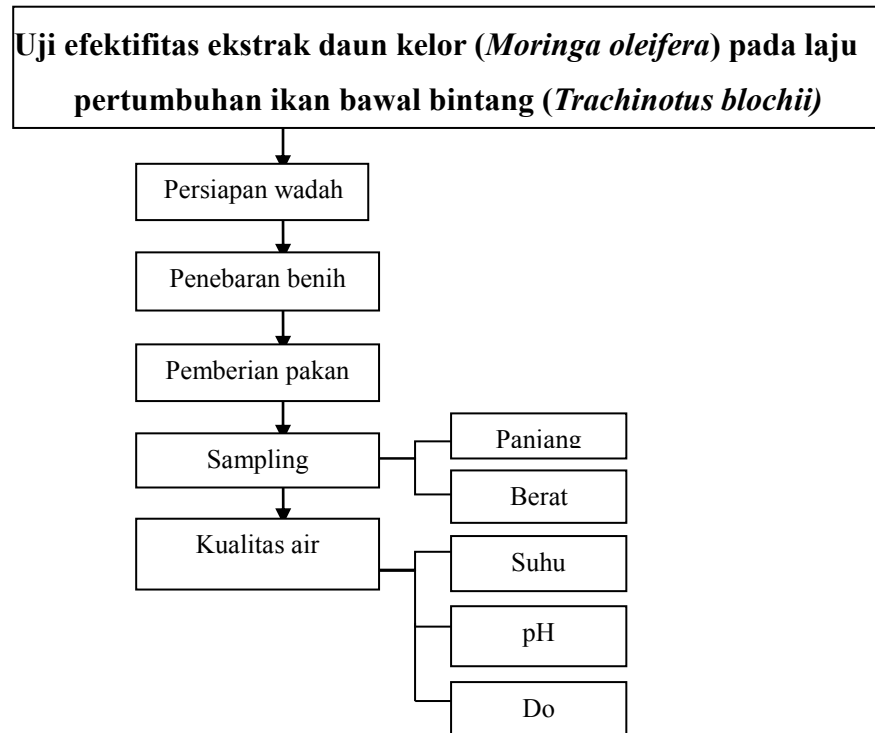 Uji efektifitas ekstrak daun kelor (Moringa oleifera) pada laju
pertumbuhan ikan bawal bintang (Trachinotus blochii)
Persiapan wadah
Penebaran benih
Pemberian pakan
Sampling
Panjang
Berat
Kualitas air
Suhu
pH
Do